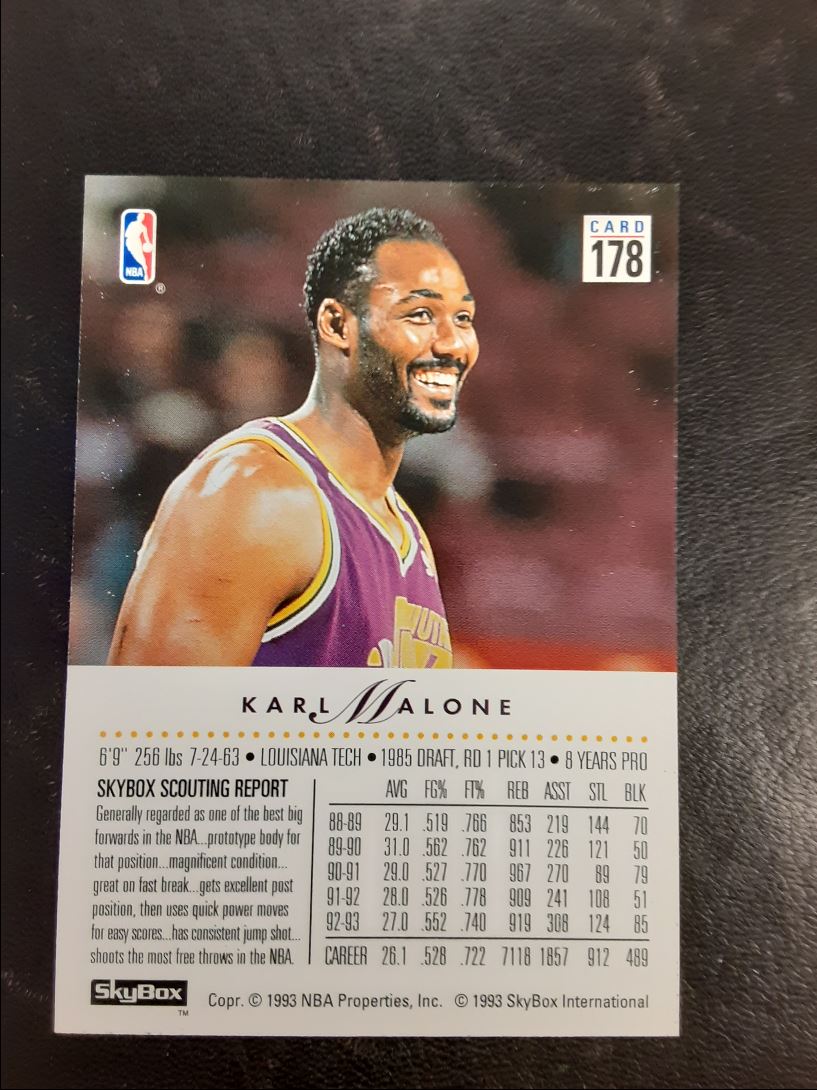 NBA
®
CARD
178
KARL MALONE
6'9" 256 lbs 7-24-63 • LOUISIANA TECH • 1985 DRAFT, RD 1 PICK 13 • 8 YEARS PRO
SKYBOX SCOUTING REPORT
Generally regarded as one of the best big
forwards in the NBA...prototype body for
that position...magnificent condition...
great on fast break...gets excellent post
position, then uses quick power moves
for easy scores...has consistent jump shot...
shoots the most free throws in the NBA.
AVG FG% FT% REB ASST STL BLK
88-89 29.1 .519 .766 853 219 144 70
89-90 31.0 .562 .762 911 226 121 50
90-91 29.0 .527 .770 967 270 89 79
91-92 28.0 .526 .778 909 241 108 51
92-93 27.0 .552 .740 919 308 124 85
CAREER 26.1 .528 .722 7118 1857 912 489
SkyBox
TM
Copr. © 1993 NBA Properties, Inc. © 1993 SkyBox International